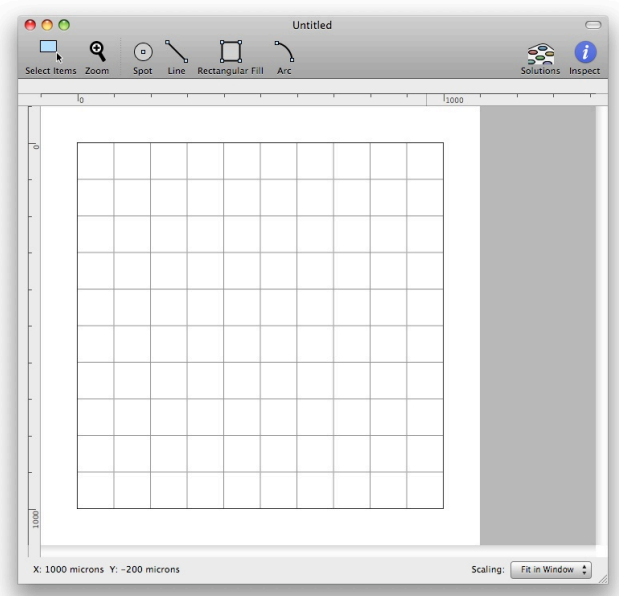 Untitled
Select Items Zoom Spot Line Rectangular Fill Arc Solutions Inspect
0 1000
0
1000
X: 1000 microns Y: -200 microns Scaling: Fit in Window